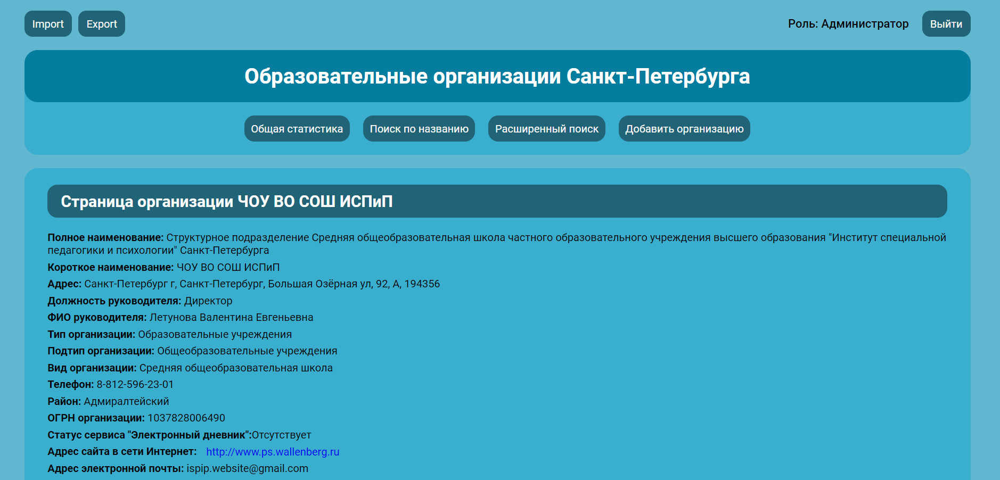 Import Export Роль: Администратор Выйти
Образовательные организации Санкт-Петербурга
Общая статистика Поиск по названию Расширенный поиск Добавить организацию
Страница организации ЧОУ ВО СОШ ИСПиП
Полное наименование: Структурное подразделение Средняя общеобразовательная школа частного образовательного учреждения высшего образования "Институт специальной
педагогики и психологии" Санкт-Петербурга
Короткое наименование: ЧОУ ВО СОШ ИСПиП
Адрес: Санкт-Петербург г, Санкт-Петербург, Большая Озёрная ул, 92, А, 194356
Должность руководителя: Директор
ФИО руководителя: Летунова Валентина Евгеньевна
Тип организации: Образовательные учреждения
Подтип организации: Общеобразовательные учреждения
Вид организации: Средняя общеобразовательная школа
Телефон: 8-812-596-23-01
Район: Адмиралтейский
ОГРН организации: 1037828006490
Статус сервиса "Электронный дневник":Отсутствует
Адрес сайта в сети Интернет: http://www.ps.wallenberg.ru
Адрес электронной почты: ispip.website@gmail.com